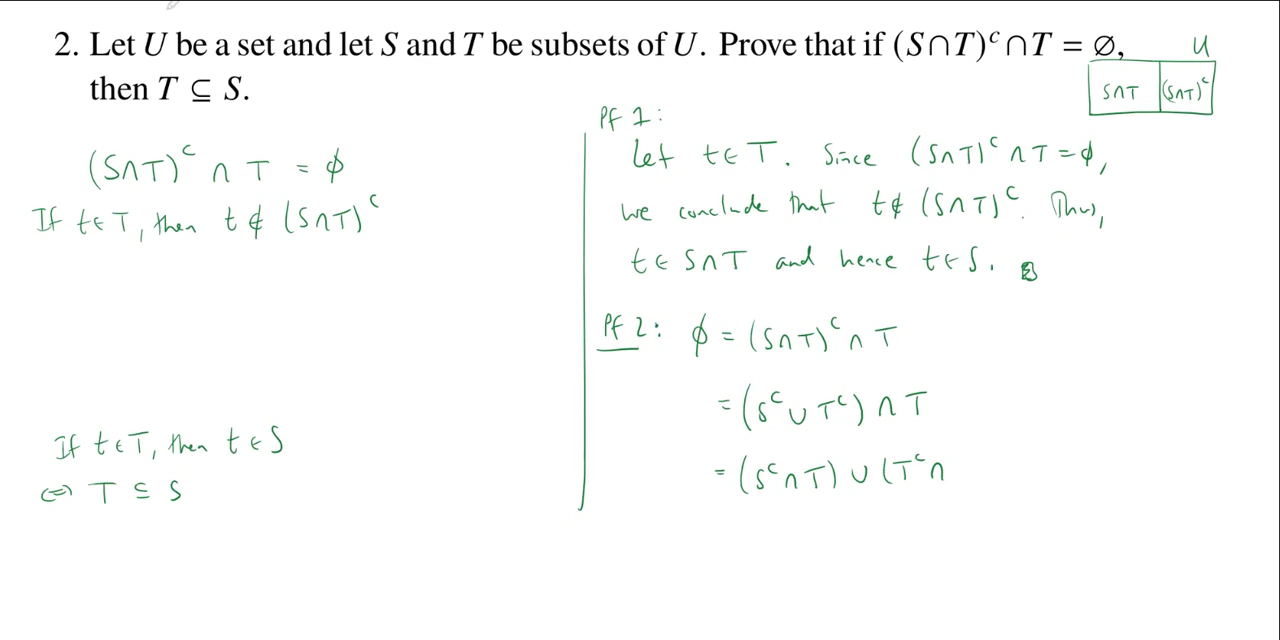 2. Let U be a set and let S and T be subsets of U. Prove that if (S∩T)ᶜ∩T = ∅,
then T ⊆ S.
U
S∩T (S∩T)ᶜ
(S∩T)ᶜ ∩ T = ∅
If t∈T, then t ∉ (S∩T)ᶜ
If t∈T, then t∈S
⇔ T ⊆ S
Pf 1:
Let t∈T. Since (S∩T)ᶜ∩T=∅,
we conclude that t∉(S∩T)ᶜ. Thus,
t∈S∩T and hence t∈S.
Pf 2: ∅ = (S∩T)ᶜ∩T
= (Sᶜ∪Tᶜ)∩T
= (Sᶜ∩T)∪(Tᶜ∩